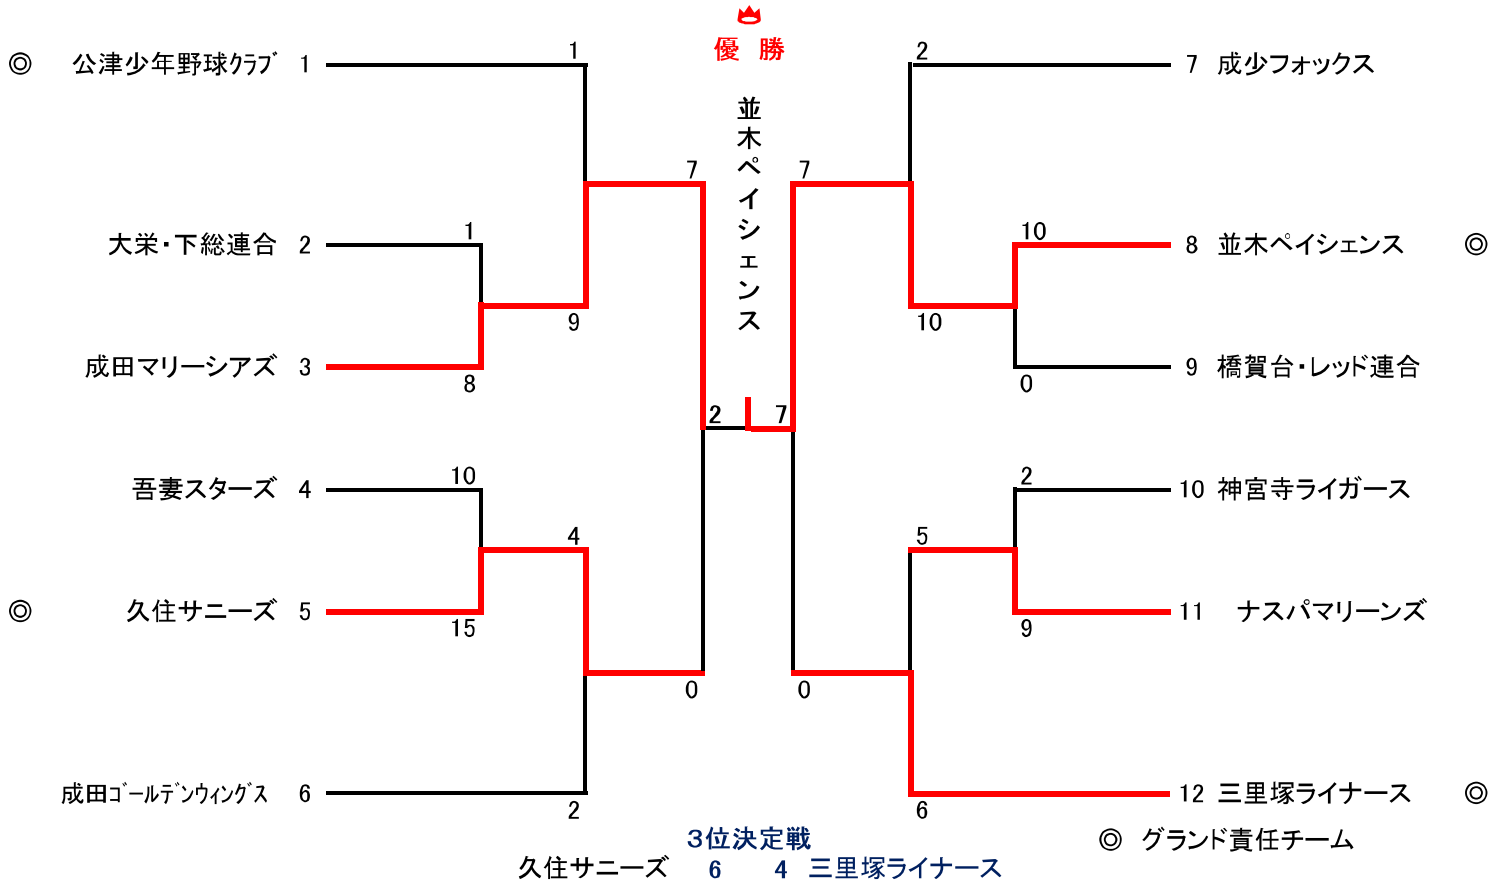 優 勝
並木ペイシェンス
◎ 公津少年野球クラブ 1
1
2
7 成少フォックス
7
7
大栄・下総連合 2
1
10
8 並木ペイシェンス ◎
9
10
成田マリーシアズ 3
8
0
9 橋賀台・レッド連合
2
7
吾妻スターズ 4
10
2
10 神宮寺ライガース
4
5
◎ 久住サニーズ 5
15
9
11 ナスパマリーンズ
0
0
成田ゴールデンウィングス 6
2
6
12 三里塚ライナース ◎
3位決定戦
◎ グランド責任チーム
久住サニーズ 6 4 三里塚ライナース